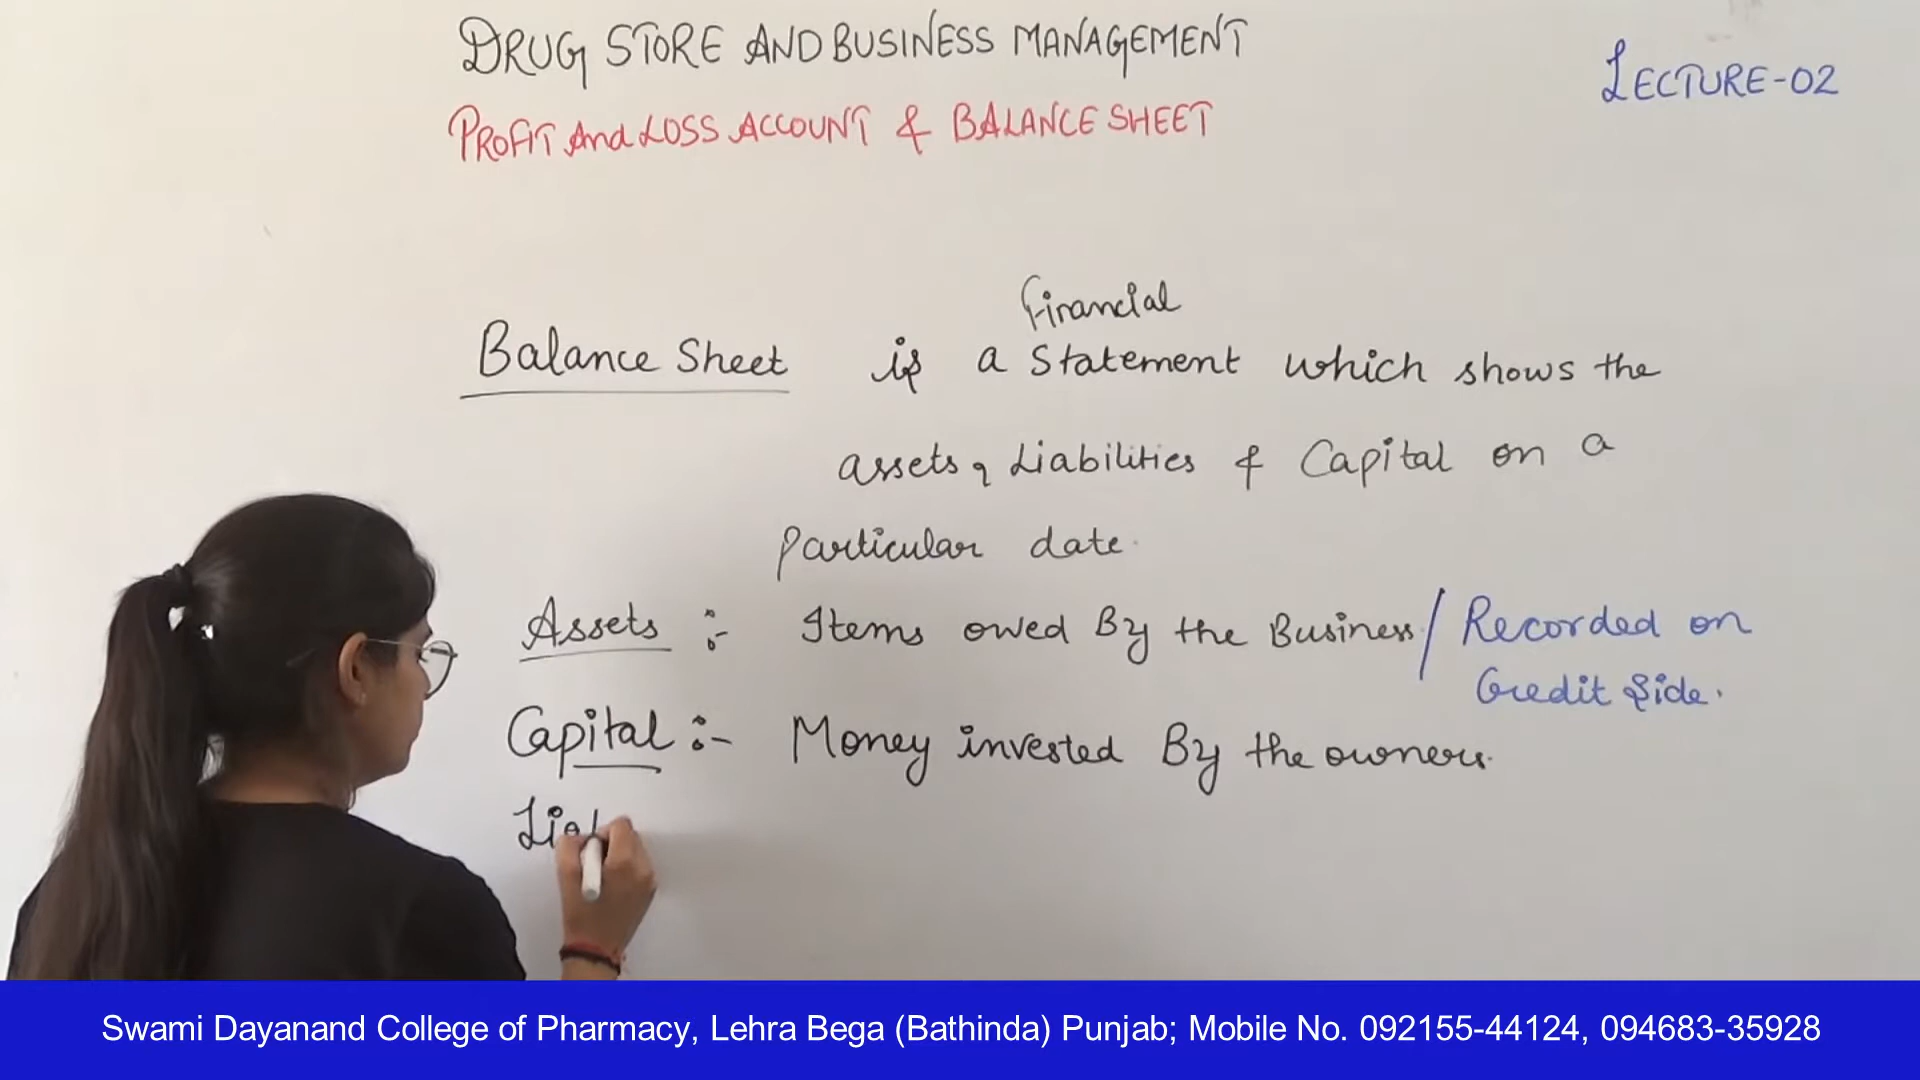 DRUG STORE AND BUSINESS MANAGEMENT
LECTURE-02
PROFIT And LOSS ACCOUNT & BALANCE SHEET
Financial
Balance Sheet is a Statement which shows the
assets, Liabilities & Capital on a
particular date.
Assets :- Items owed By the Business / Recorded on
Credit Side.
Capital :- Money invested By the owners.
Liab
Swami Dayanand College of Pharmacy, Lehra Bega (Bathinda) Punjab; Mobile No. 092155-44124, 094683-35928